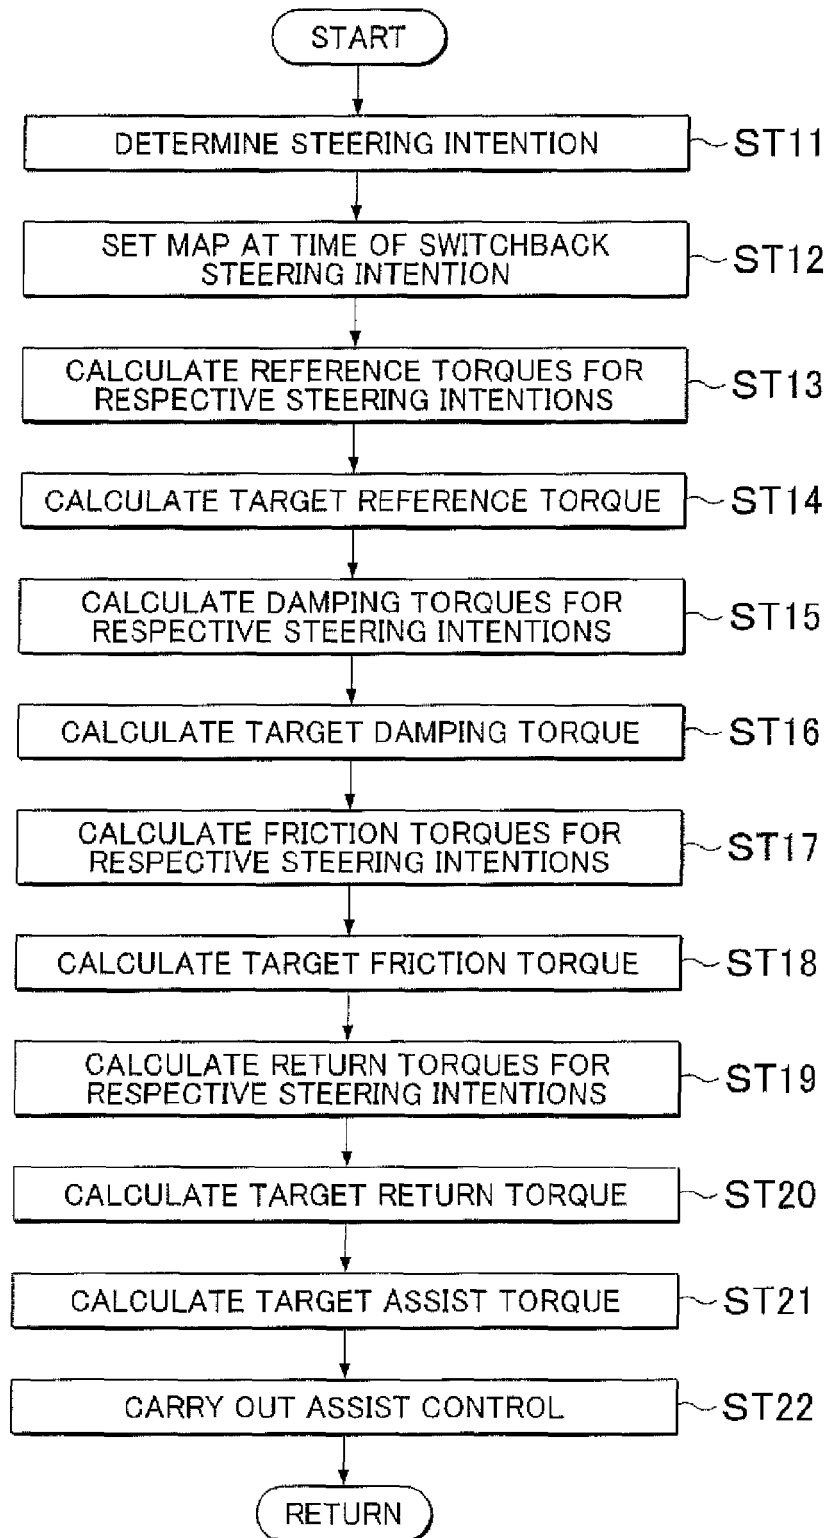 START
DETERMINE STEERING INTENTION
ST11
SET MAP AT TIME OF SWITCHBACK
STEERING INTENTION
ST12
CALCULATE REFERENCE TORQUES FOR
RESPECTIVE STEERING INTENTIONS
ST13
CALCULATE TARGET REFERENCE TORQUE
ST14
CALCULATE DAMPING TORQUES FOR
RESPECTIVE STEERING INTENTIONS
ST15
CALCULATE TARGET DAMPING TORQUE
ST16
CALCULATE FRICTION TORQUES FOR
RESPECTIVE STEERING INTENTIONS
ST17
CALCULATE TARGET FRICTION TORQUE
ST18
CALCULATE RETURN TORQUES FOR
RESPECTIVE STEERING INTENTIONS
ST19
CALCULATE TARGET RETURN TORQUE
ST20
CALCULATE TARGET ASSIST TORQUE
ST21
CARRY OUT ASSIST CONTROL
ST22
RETURN